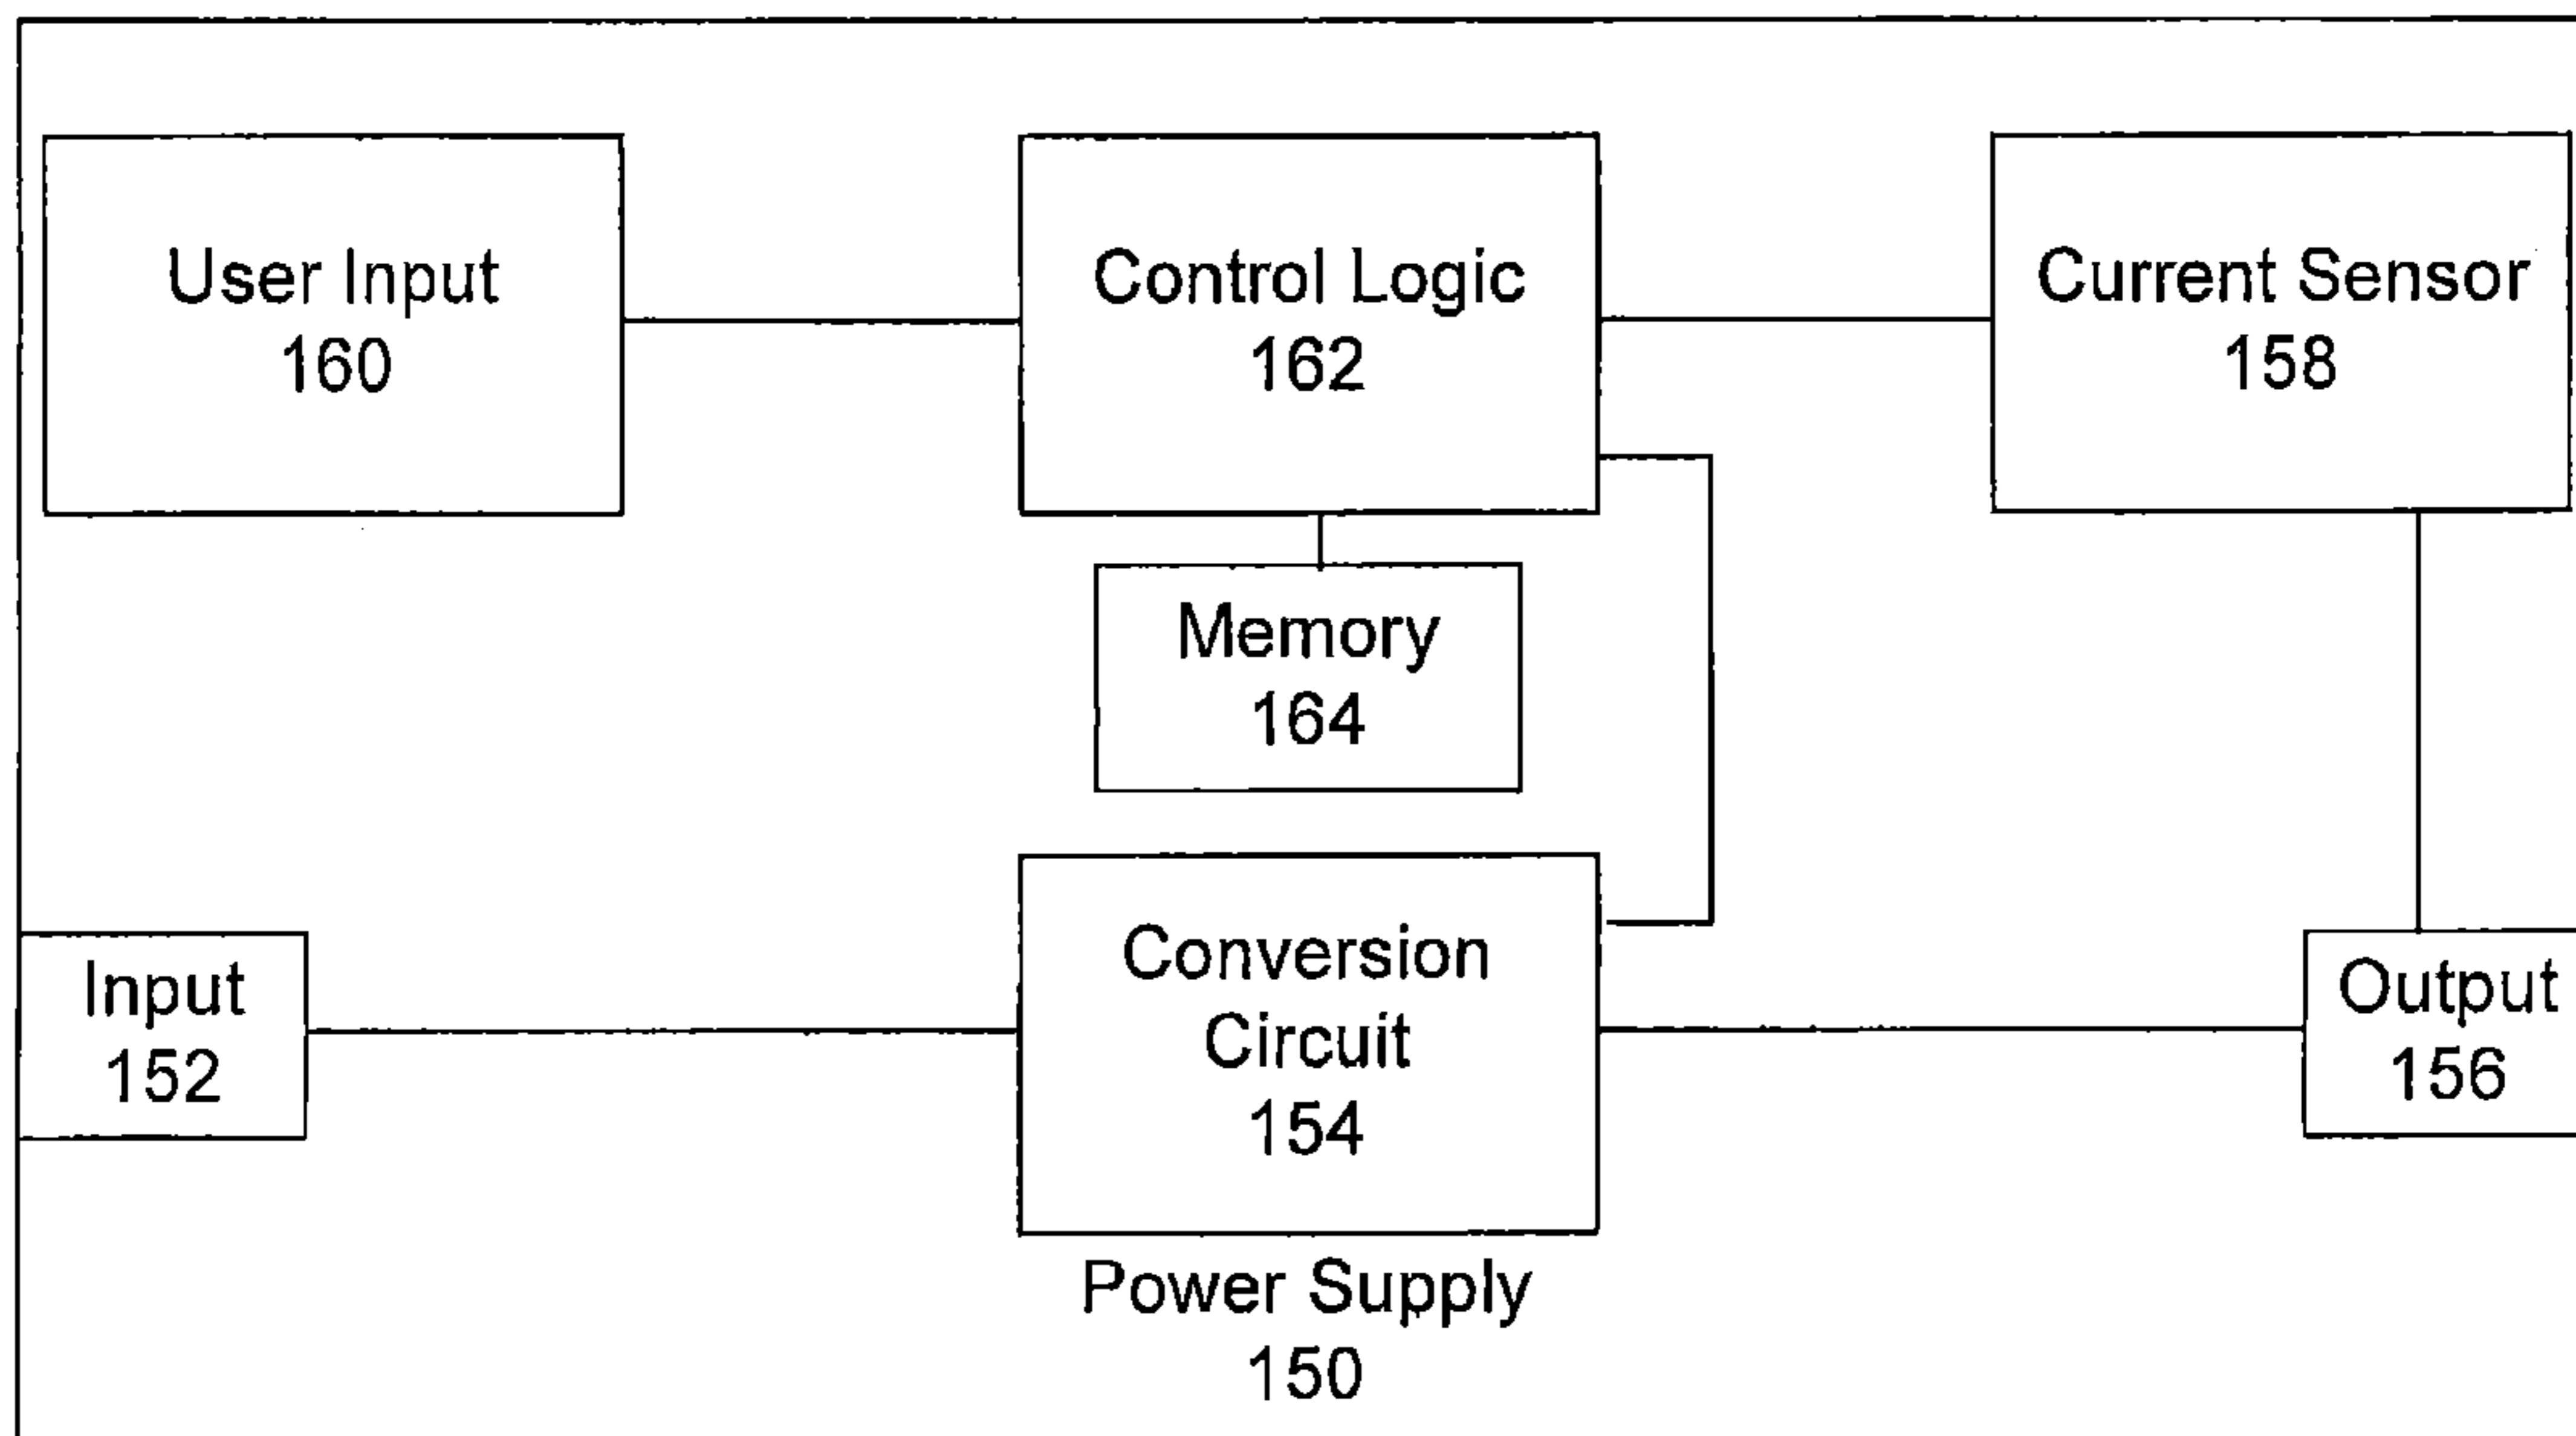 User Input
160
Control Logic
162
Current Sensor
158
Memory
164
Input
152
Conversion
Circuit
154
Output
156
Power Supply
150